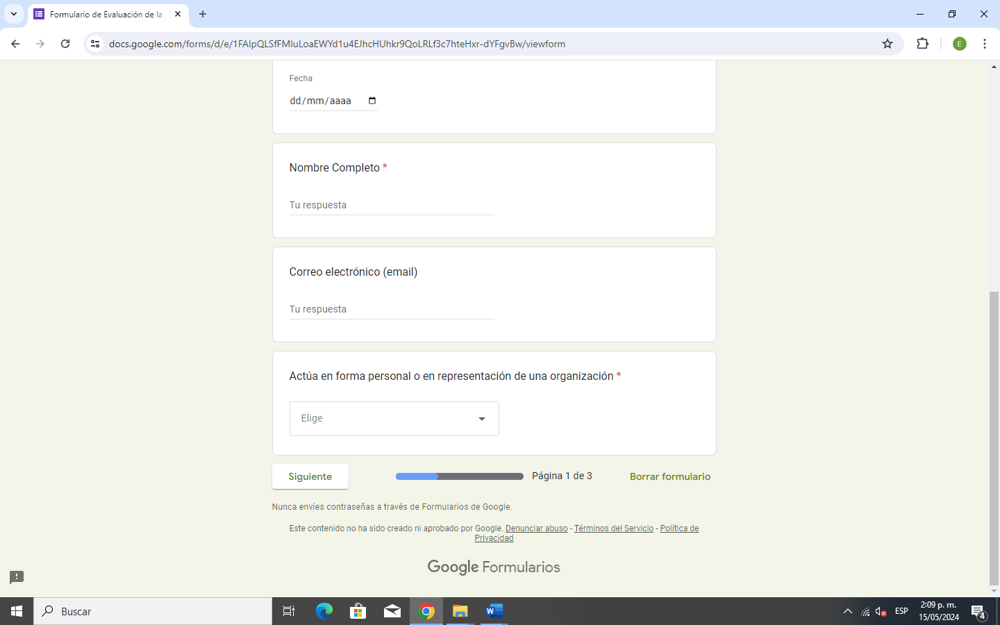 Formulario de Evaluación de la
docs.google.com/forms/d/e/1FAIpQLSfFMluLoaEWYd1u4EJhcHUhkr9QoLRLf3c7hteHxr-dYFgvBw/viewform
E
Fecha
dd/mm/aaaa
Nombre Completo *
Tu respuesta
Correo electrónico (email)
Tu respuesta
Actúa en forma personal o en representación de una organización *
Elige
Siguiente
Página 1 de 3
Borrar formulario
Nunca envíes contraseñas a través de Formularios de Google.
Este contenido no ha sido creado ni aprobado por Google. Denunciar abuso - Términos del Servicio - Política de
Privacidad
Google Formularios
Buscar
W
ESP
2:09 p. m.
15/05/2024
4